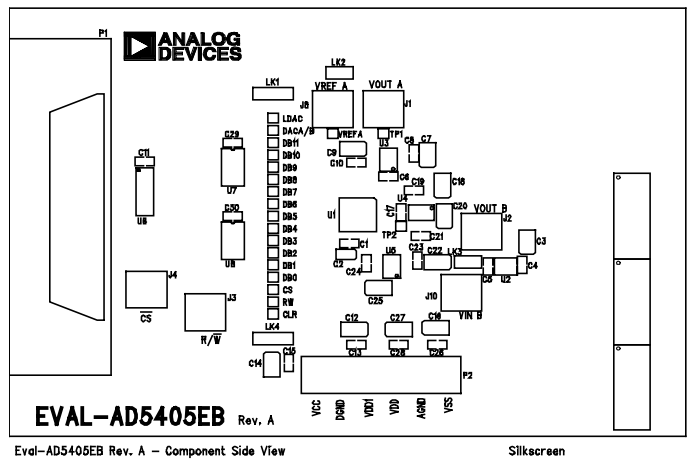 P1
ANALOG
DEVICES
LK2
LK1
VREF A
VOUT A
J8
J1
LDAC
DACA/B
DB11
DB10
DB9
DB8
DB7
DB6
DB5
DB4
DB3
DB2
DB1
DB0
CS
RW
CLR
VREFA
TP1
C9
C10
U3
C6
C8
C7
C11
U6
C29
U7
C30
U8
C19
C18
U4
C17
C20
TP2
C21
U1
VOUT B
J2
C3
C1
C2
C24
U5
C25
C23
C22
LK3
C5
U2
C4
J10
VIN B
J4
CS
J3
R/W
LK4
C14
C15
C12
C13
C27
C28
C16
C26
P2
VCC
DGND
VDD1
VDD
AGND
VSS
EVAL-AD5405EB Rev. A
Eval-AD5405EB Rev. A - Component Side View
Silkscreen